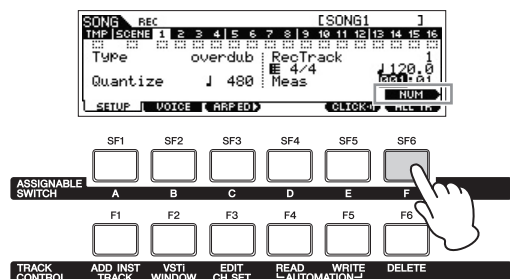 SONG REC [SONG1 ]
TMP SCENE 1 2 3 4 5 6 7 8 9 10 11 12 13 14 15 16
Type overdub RecTrack 1
4/4 ♩120.0
Quantize ♩ 480 Meas 001:01
NUM
SETUP VOICE ARP ED CLICK ALL TR
SF1 SF2 SF3 SF4 SF5 SF6
ASSIGNABLE SWITCH A B C D E F
F1 F2 F3 F4 F5 F6
TRACK CONTROL ADD INST TRACK VSTi WINDOW EDIT CH SET READ WRITE AUTOMATION DELETE